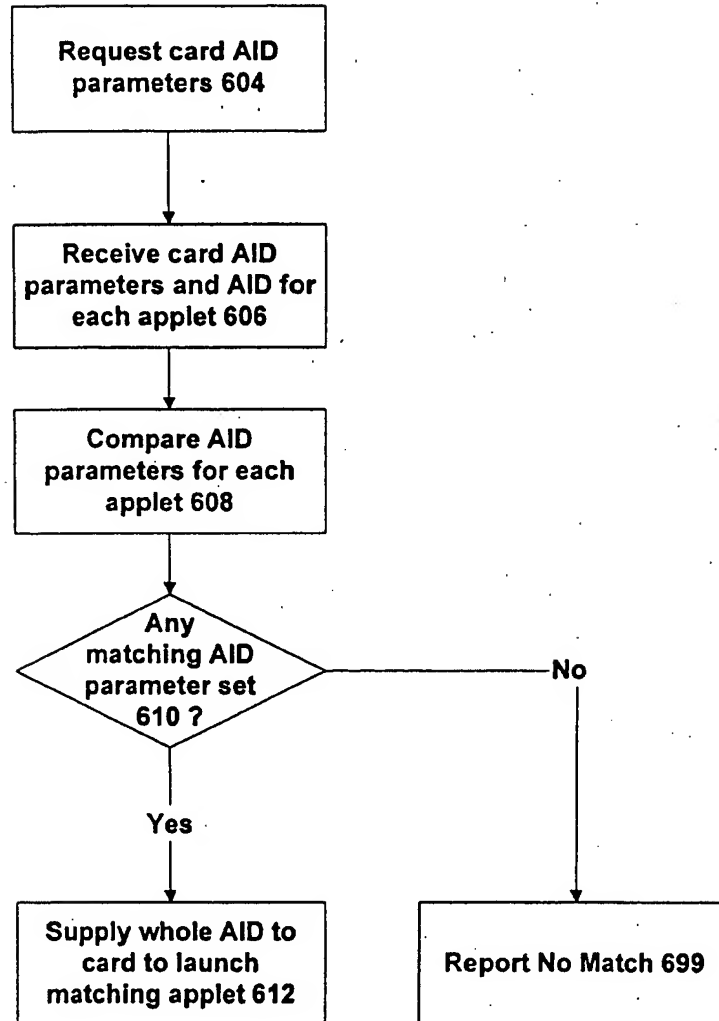 Request card AID
parameters 604
Receive card AID
parameters and AID for
each applet 606
Compare AID
parameters for each
applet 608
Any
matching AID
parameter set
610 ?
No
Yes
Supply whole AID to
card to launch
matching applet 612
Report No Match 699